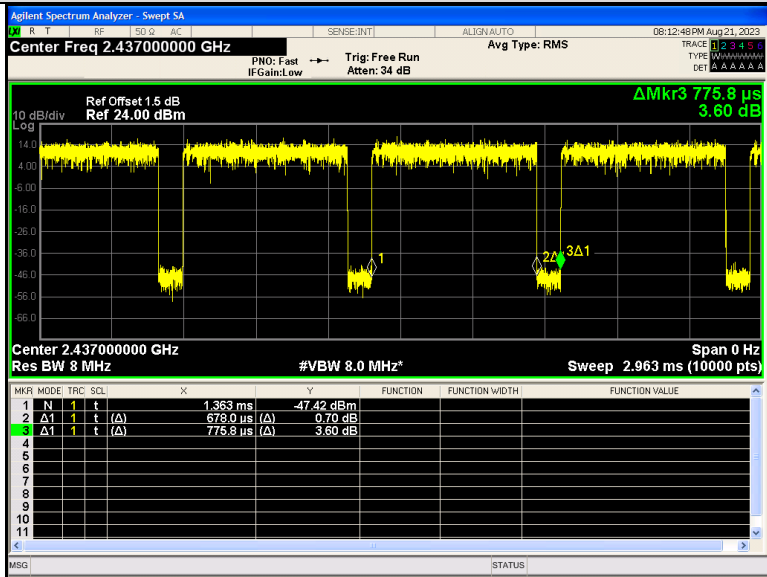 Agilent Spectrum Analyzer - Swept SA
LXI R T RF 50 Ω AC SENSE:INT ALIGN AUTO 08:12:48 PM Aug 21, 2023
Center Freq 2.437000000 GHz Avg Type: RMS TRACE 1 2 3 4 5 6
PNO: Fast Trig: Free Run TYPE W
IFGain:Low Atten: 34 dB DET A A A A A A
ΔMkr3 775.8 µs
3.60 dB
Ref Offset 1.5 dB
10 dB/div Ref 24.00 dBm
Log
14.0
4.00
-6.00
-16.0
-26.0
-36.0
-46.0
-56.0
-66.0
1
2Δ
3Δ1
Center 2.437000000 GHz Span 0 Hz
Res BW 8 MHz #VBW 8.0 MHz* Sweep 2.963 ms (10000 pts)
MKR MODE TRC SCL X Y FUNCTION FUNCTION WIDTH FUNCTION VALUE
1 N 1 t 1.363 ms -47.42 dBm
2 Δ1 1 t (Δ) 678.0 µs (Δ) 0.70 dB
3 Δ1 1 t (Δ) 775.8 µs (Δ) 3.60 dB
4
5
6
7
8
9
10
11
MSG STATUS